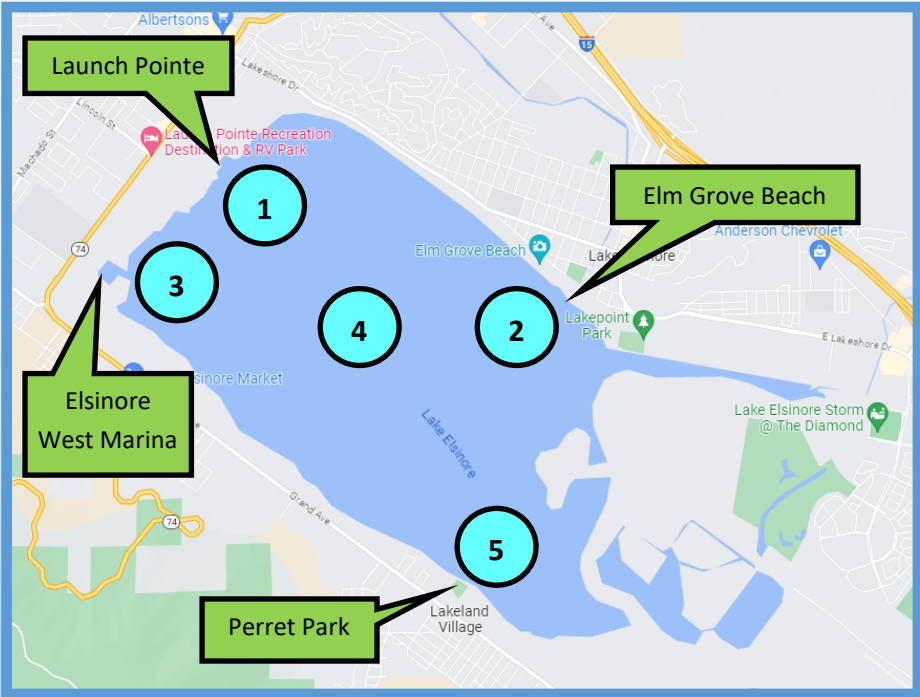 Albertsons
Launch Pointe
Lakeshore Dr
15
Lincoln St
Machado St
Pointe Recreation
Destination & RV Park
1
Elm Grove Beach
Anderson Chevrolet
Elm Grove Beach
74
3
4
2
Lakepoint
Park
E Lakeshore Dr
Elsinore
West Marina
Market
Lake Elsinore
Lake Elsinore Storm
@ The Diamond
Grand Ave
74
5
Perret Park
Lakeland
Village